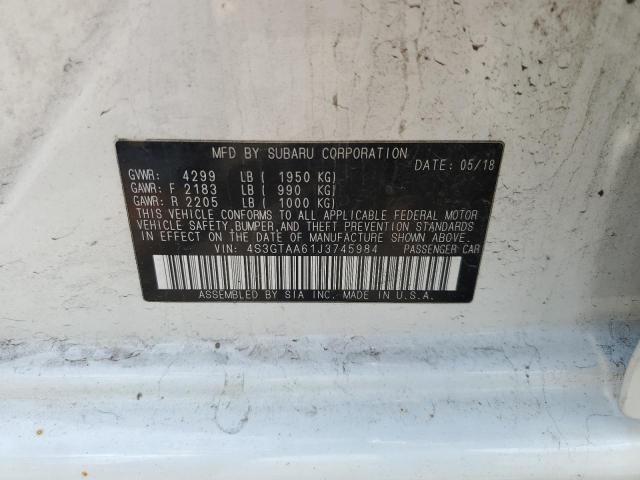 MFD BY SUBARU CORPORATION
DATE: 05/18
GVWR: 4299 LB ( 1950 KG)
GAWR: F 2183 LB ( 990 KG)
GAWR: R 2205 LB ( 1000 KG)
THIS VEHICLE CONFORMS TO ALL APPLICABLE FEDERAL MOTOR
VEHICLE SAFETY, BUMPER, AND THEFT PREVENTION STANDARDS
IN EFFECT ON THE DATE OF MANUFACTURE SHOWN ABOVE.
VIN: 4S3GTAA61J3745984 PASSENGER CAR
ASSEMBLED BY SIA INC. MADE IN U.S.A.